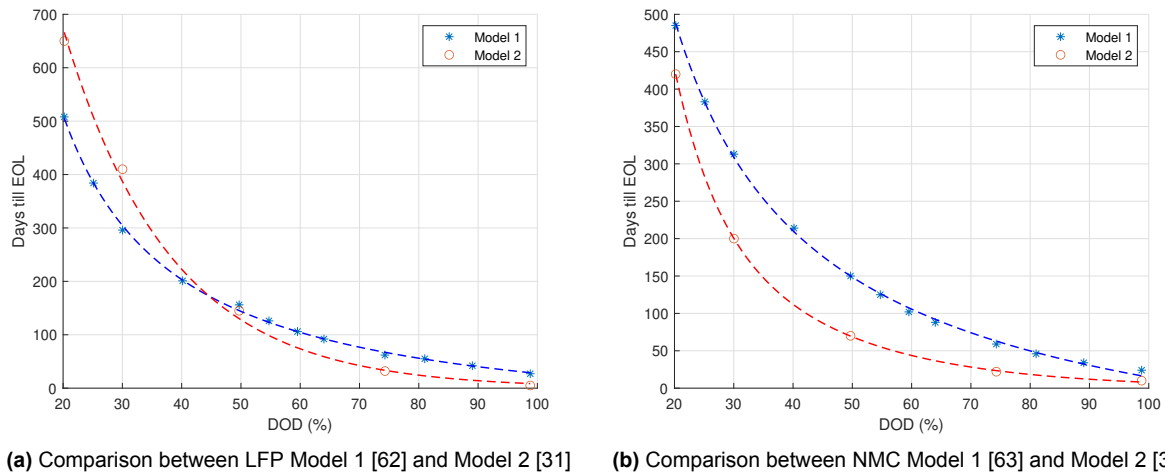 700
600
500
400
300
200
100
0
Days till EOL
20 30 40 50 60 70 80 90 100
DOD (%)
Model 1
Model 2
(a) Comparison between LFP Model 1 [62] and Model 2 [31]
500
450
400
350
300
250
200
150
100
50
0
Days till EOL
20 30 40 50 60 70 80 90 100
DOD (%)
Model 1
Model 2
(b) Comparison between NMC Model 1 [63] and Model 2 [3